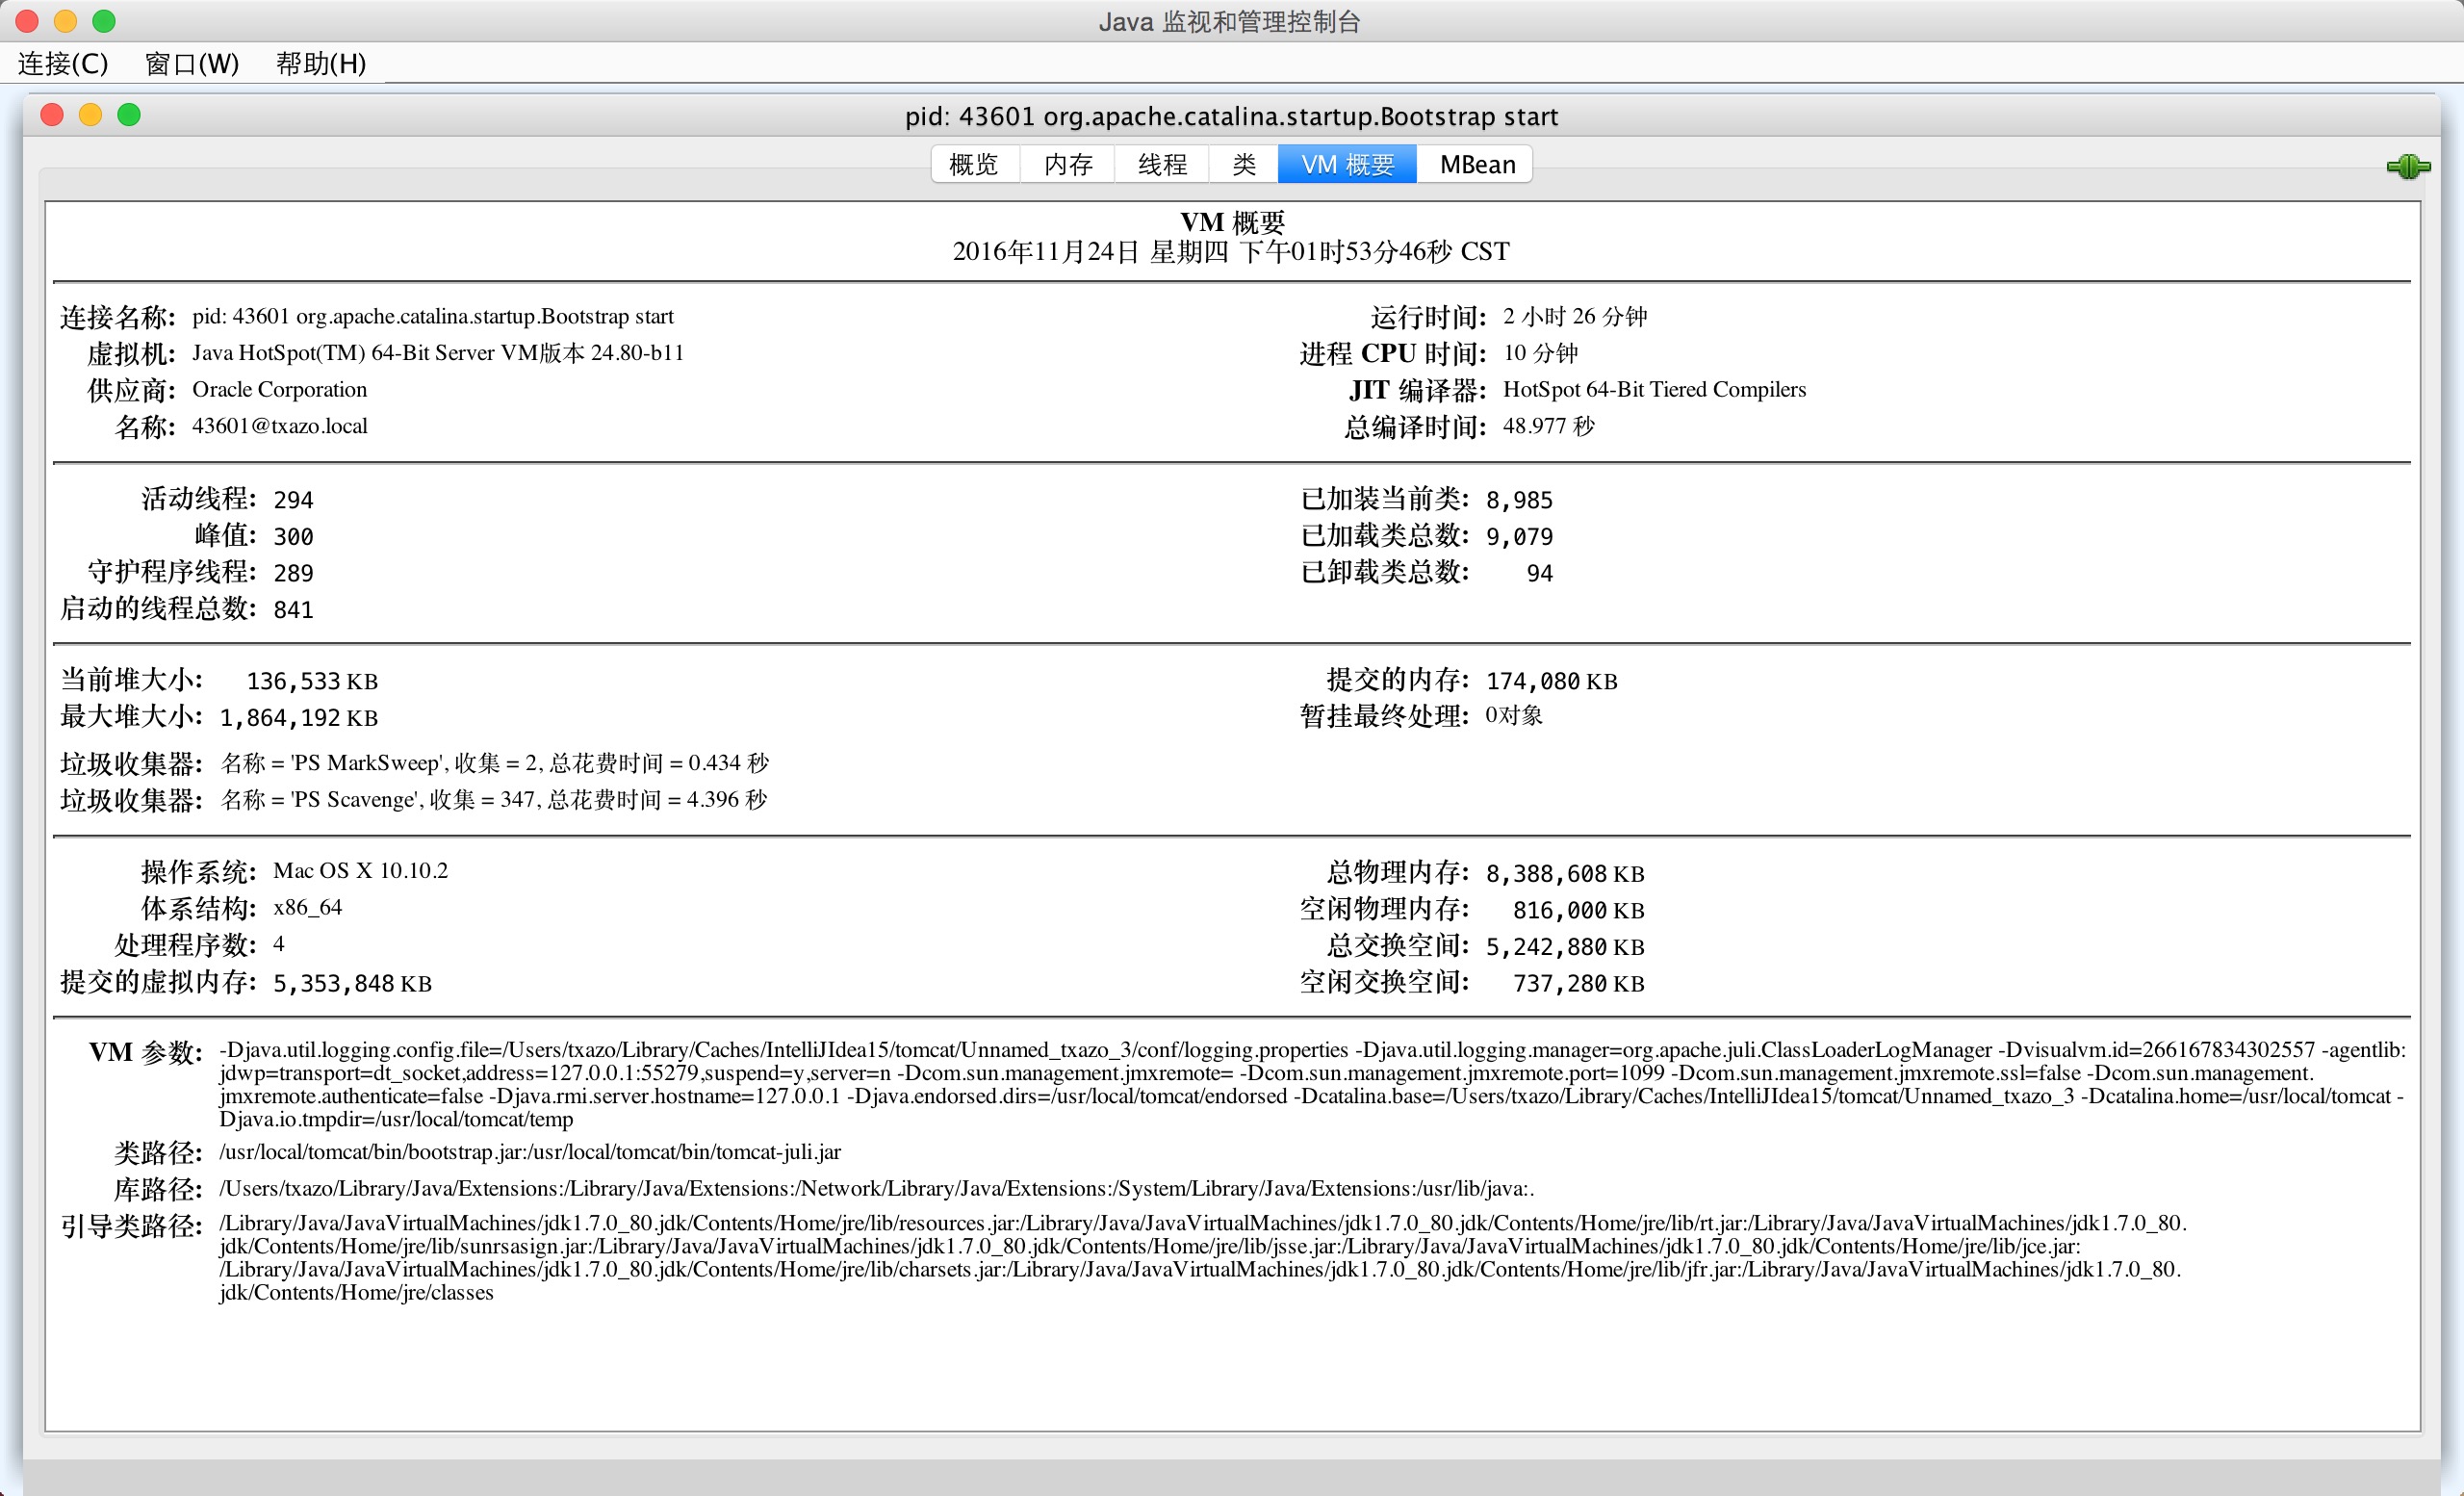 Java 监视和管理控制台
连接(C) 窗口(W) 帮助(H)
pid: 43601 org.apache.catalina.startup.Bootstrap start
概览 内存 线程 类 VM 概要 MBean
VM 概要
2016年11月24日 星期四 下午01时53分46秒 CST
连接名称: pid: 43601 org.apache.catalina.startup.Bootstrap start
虚拟机: Java HotSpot(TM) 64-Bit Server VM版本 24.80-b11
供应商: Oracle Corporation
名称: 43601@txazo.local
运行时间: 2 小时 26 分钟
进程 CPU 时间: 10 分钟
JIT 编译器: HotSpot 64-Bit Tiered Compilers
总编译时间: 48.977 秒
活动线程: 294
峰值: 300
守护程序线程: 289
启动的线程总数: 841
已加装当前类: 8,985
已加载类总数: 9,079
已卸载类总数: 94
当前堆大小: 136,533 KB
最大堆大小: 1,864,192 KB
提交的内存: 174,080 KB
暂挂最终处理: 0对象
垃圾收集器: 名称 = 'PS MarkSweep', 收集 = 2, 总花费时间 = 0.434 秒
垃圾收集器: 名称 = 'PS Scavenge', 收集 = 347, 总花费时间 = 4.396 秒
操作系统: Mac OS X 10.10.2
体系结构: x86_64
处理程序数: 4
提交的虚拟内存: 5,353,848 KB
总物理内存: 8,388,608 KB
空闲物理内存: 816,000 KB
总交换空间: 5,242,880 KB
空闲交换空间: 737,280 KB
VM 参数: -Djava.util.logging.config.file=/Users/txazo/Library/Caches/IntelliJIdea15/tomcat/Unnamed_txazo_3/conf/logging.properties -Djava.util.logging.manager=org.apache.juli.ClassLoaderLogManager -Dvisualvm.id=266167834302557 -agentlib:
jdwp=transport=dt_socket,address=127.0.0.1:55279,suspend=y,server=n -Dcom.sun.management.jmxremote= -Dcom.sun.management.jmxremote.port=1099 -Dcom.sun.management.jmxremote.ssl=false -Dcom.sun.management.
jmxremote.authenticate=false -Djava.rmi.server.hostname=127.0.0.1 -Djava.endorsed.dirs=/usr/local/tomcat/endorsed -Dcatalina.base=/Users/txazo/Library/Caches/IntelliJIdea15/tomcat/Unnamed_txazo_3 -Dcatalina.home=/usr/local/tomcat -
Djava.io.tmpdir=/usr/local/tomcat/temp
类路径: /usr/local/tomcat/bin/bootstrap.jar:/usr/local/tomcat/bin/tomcat-juli.jar
库路径: /Users/txazo/Library/Java/Extensions:/Library/Java/Extensions:/Network/Library/Java/Extensions:/System/Library/Java/Extensions:/usr/lib/java:.
引导类路径: /Library/Java/JavaVirtualMachines/jdk1.7.0_80.jdk/Contents/Home/jre/lib/resources.jar:/Library/Java/JavaVirtualMachines/jdk1.7.0_80.jdk/Contents/Home/jre/lib/rt.jar:/Library/Java/JavaVirtualMachines/jdk1.7.0_80.
jdk/Contents/Home/jre/lib/sunrsasign.jar:/Library/Java/JavaVirtualMachines/jdk1.7.0_80.jdk/Contents/Home/jre/lib/jsse.jar:/Library/Java/JavaVirtualMachines/jdk1.7.0_80.jdk/Contents/Home/jre/lib/jce.jar:
/Library/Java/JavaVirtualMachines/jdk1.7.0_80.jdk/Contents/Home/jre/lib/charsets.jar:/Library/Java/JavaVirtualMachines/jdk1.7.0_80.jdk/Contents/Home/jre/lib/jfr.jar:/Library/Java/JavaVirtualMachines/jdk1.7.0_80.
jdk/Contents/Home/jre/classes